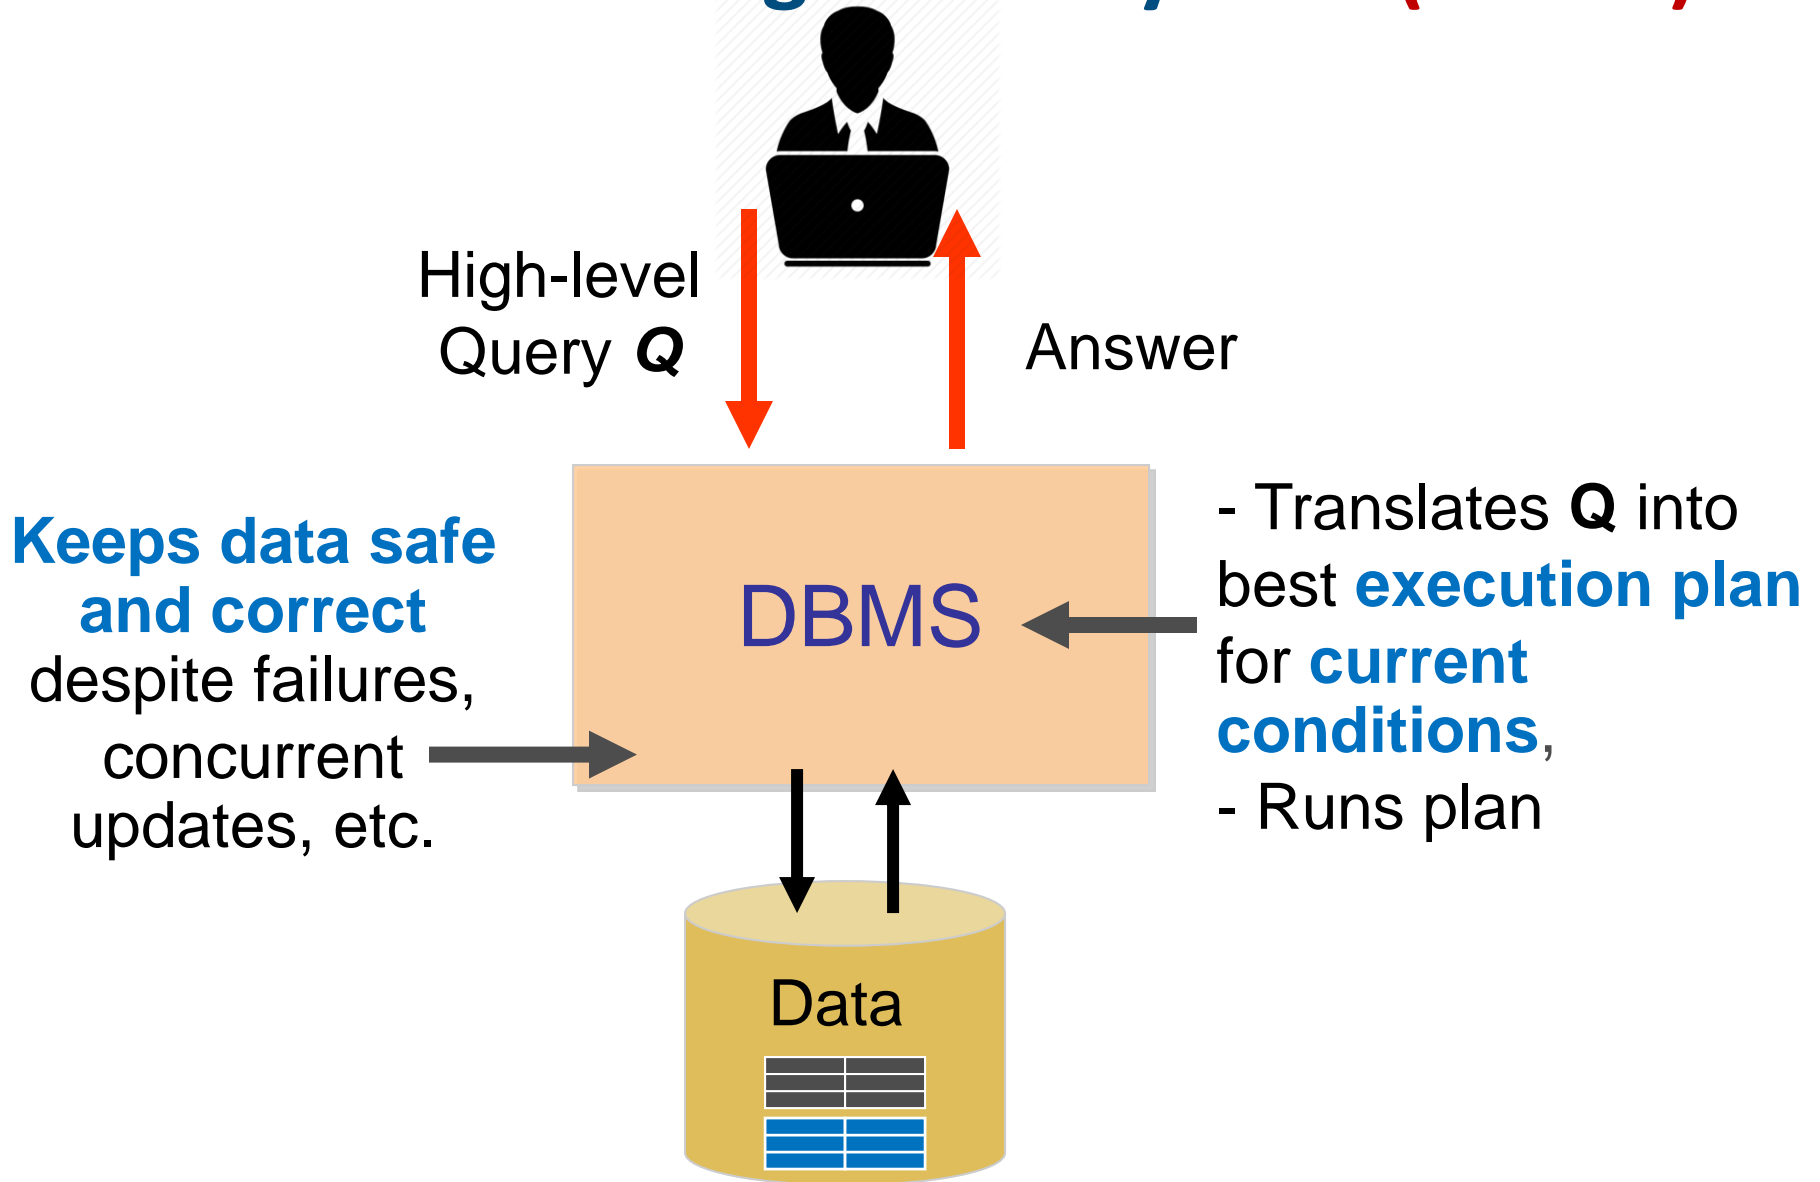 High-level
Query Q
Answer
Keeps data safe
and correct
despite failures,
concurrent
updates, etc.
DBMS
- Translates Q into
best execution plan
for current
conditions,
- Runs plan
Data